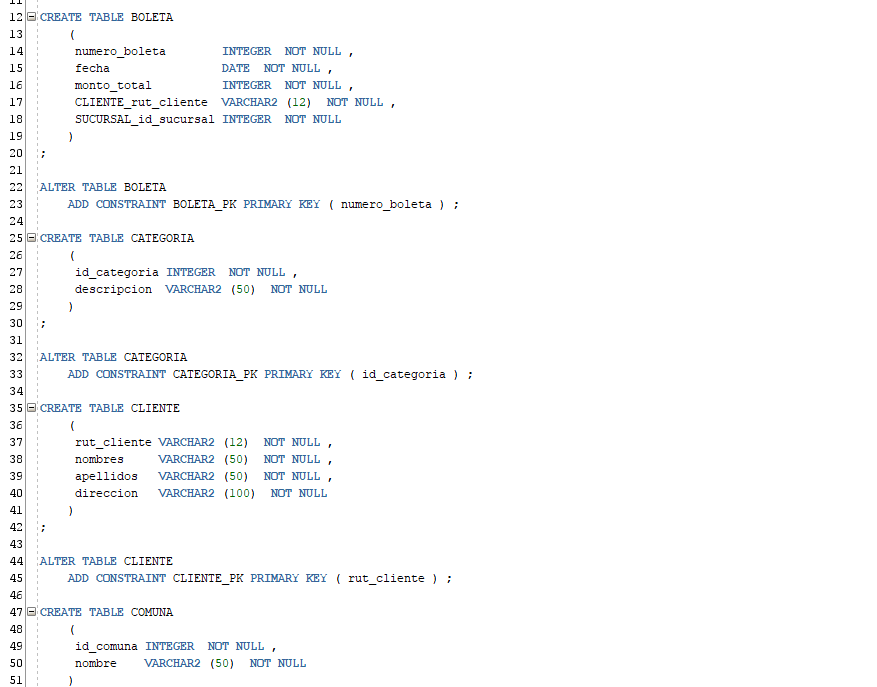 11
12 CREATE TABLE BOLETA
13 (
14 numero_boleta INTEGER NOT NULL ,
15 fecha DATE NOT NULL ,
16 monto_total INTEGER NOT NULL ,
17 CLIENTE_rut_cliente VARCHAR2 (12) NOT NULL ,
18 SUCURSAL_id_sucursal INTEGER NOT NULL
19 )
20 ;
21
22 ALTER TABLE BOLETA
23 ADD CONSTRAINT BOLETA_PK PRIMARY KEY ( numero_boleta ) ;
24
25 CREATE TABLE CATEGORIA
26 (
27 id_categoria INTEGER NOT NULL ,
28 descripcion VARCHAR2 (50) NOT NULL
29 )
30 ;
31
32 ALTER TABLE CATEGORIA
33 ADD CONSTRAINT CATEGORIA_PK PRIMARY KEY ( id_categoria ) ;
34
35 CREATE TABLE CLIENTE
36 (
37 rut_cliente VARCHAR2 (12) NOT NULL ,
38 nombres VARCHAR2 (50) NOT NULL ,
39 apellidos VARCHAR2 (50) NOT NULL ,
40 direccion VARCHAR2 (100) NOT NULL
41 )
42 ;
43
44 ALTER TABLE CLIENTE
45 ADD CONSTRAINT CLIENTE_PK PRIMARY KEY ( rut_cliente ) ;
46
47 CREATE TABLE COMUNA
48 (
49 id_comuna INTEGER NOT NULL ,
50 nombre VARCHAR2 (50) NOT NULL
51 )